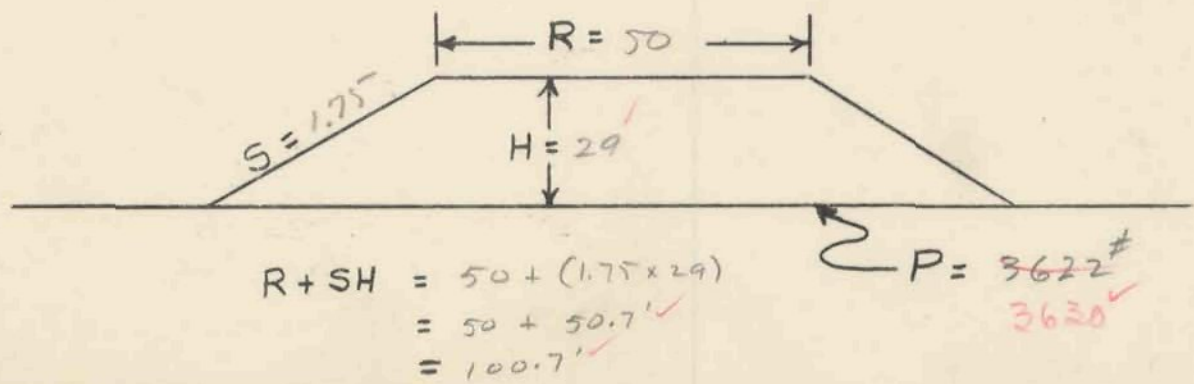 R = 50
S = 1.75
H = 29'
R + SH = 50 + (1.75 x 29)
= 50 + 50.7' ✓
= 100.7' ✓
P = 3622#
3630 ✓